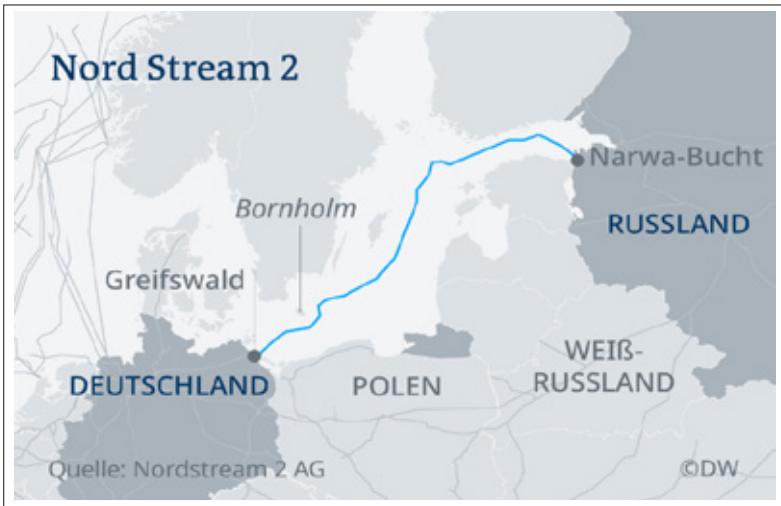 Nord Stream 2
Narwa-Bucht
Bornholm
RUSSLAND
Greifswald
WEIß-
RUSSLAND
DEUTSCHLAND
POLEN
Quelle: Nordstream 2 AG
©DW